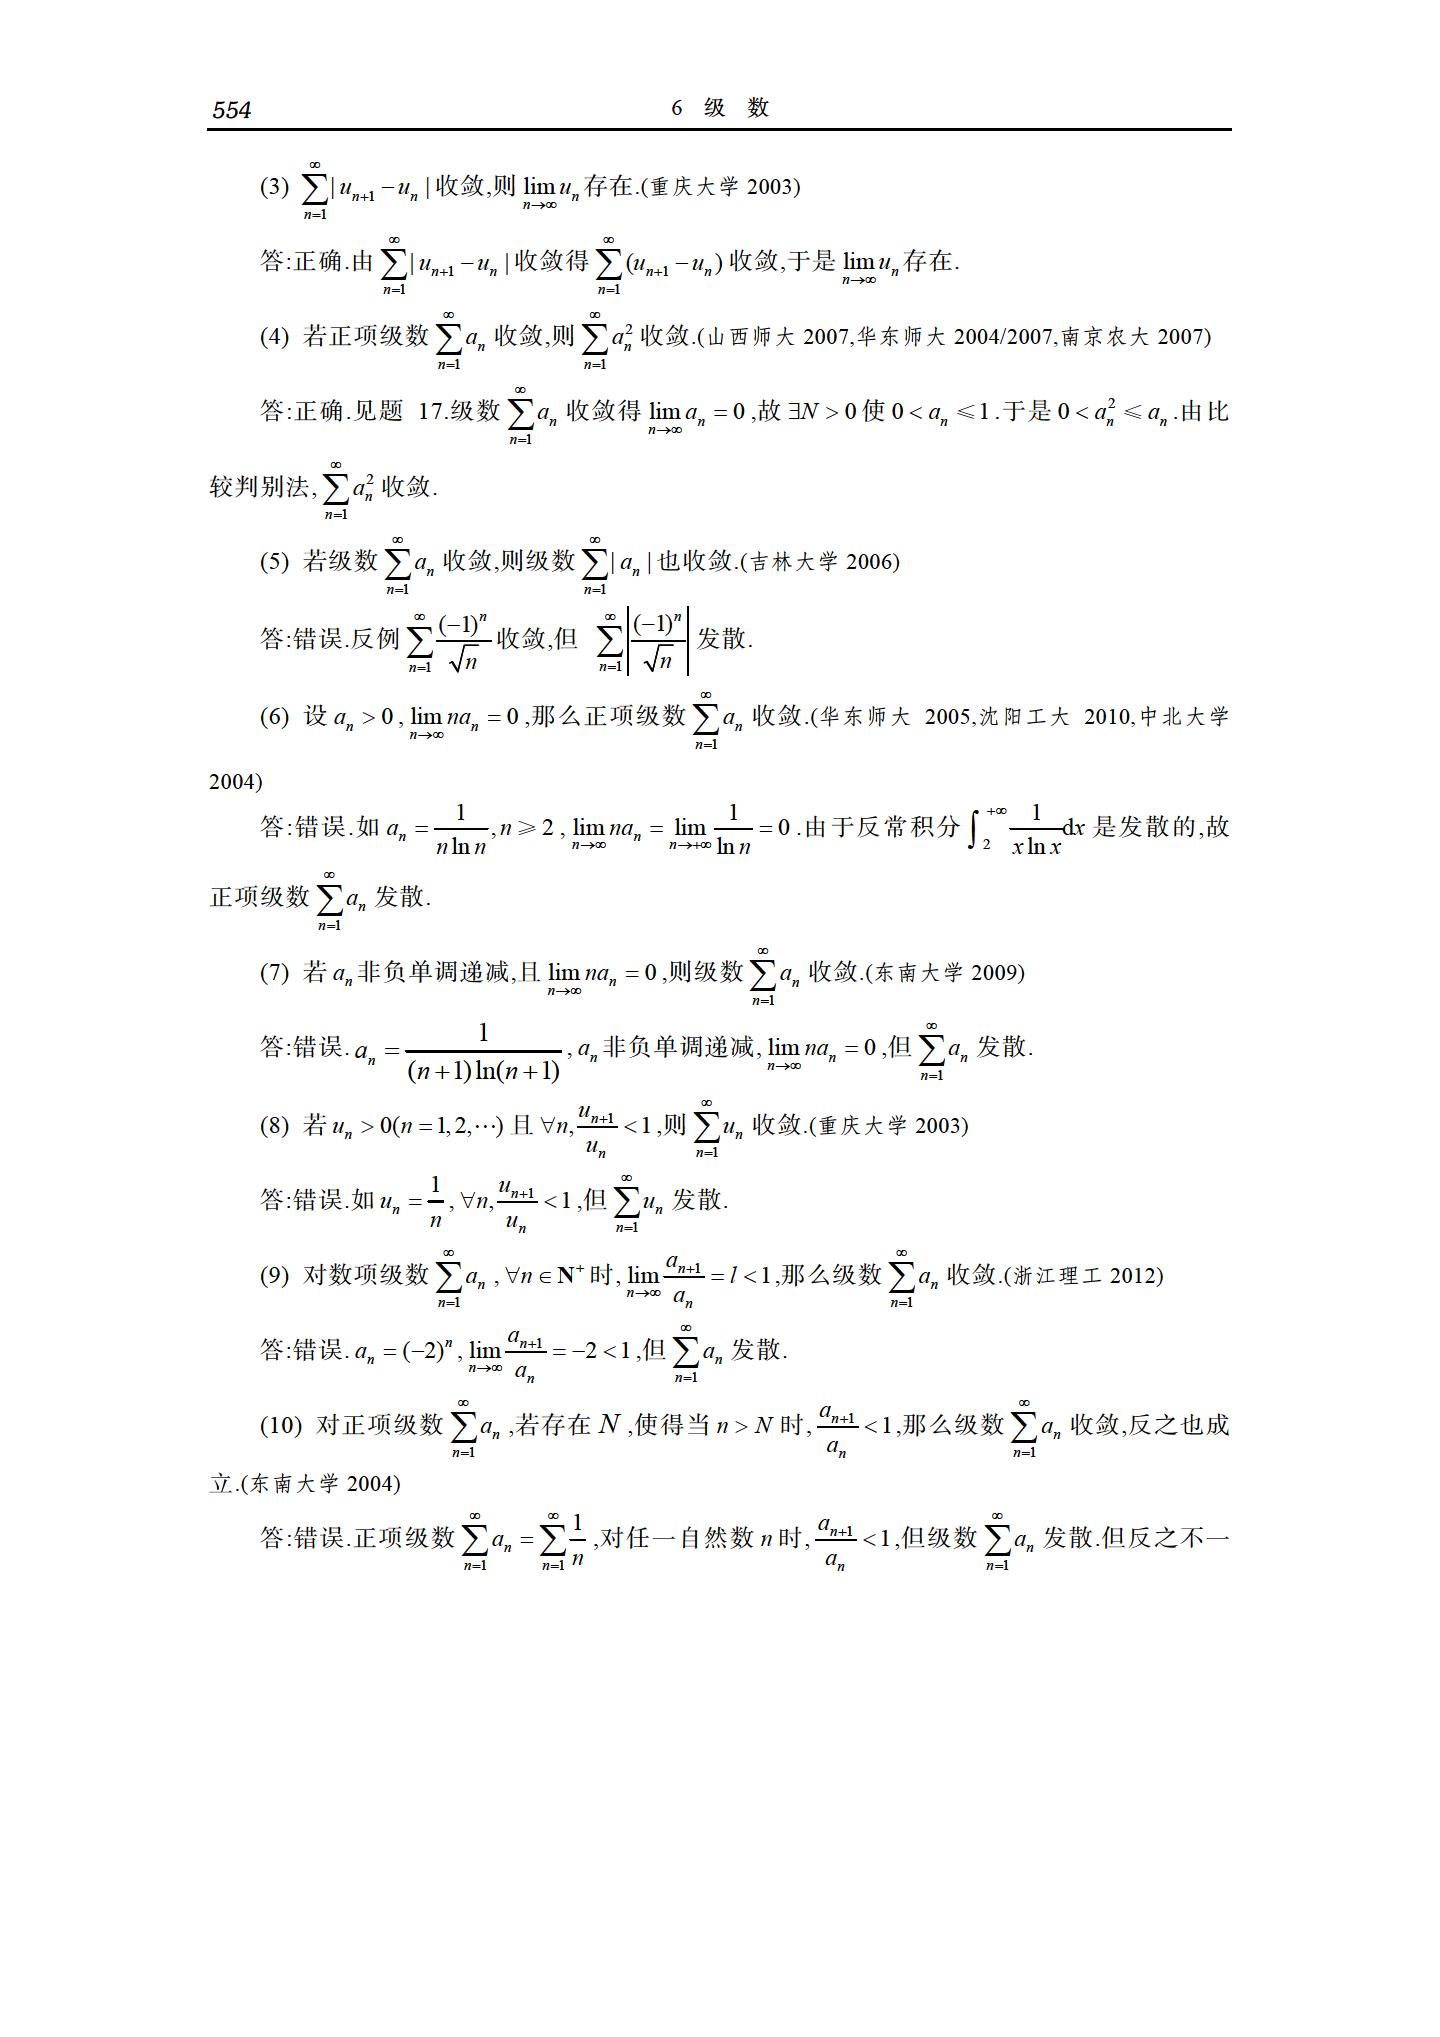 554 6 级 数
(3) $\sum_{n=1}^{\infty}|u_{n+1}-u_n|$收敛,则$\lim_{n\to\infty}u_n$存在.(重庆大学 2003)
答:正确.由$\sum_{n=1}^{\infty}|u_{n+1}-u_n|$收敛得$\sum_{n=1}^{\infty}(u_{n+1}-u_n)$收敛,于是$\lim_{n\to\infty}u_n$存在.
(4) 若正项级数$\sum_{n=1}^{\infty}a_n$收敛,则$\sum_{n=1}^{\infty}a_n^2$收敛.(山西师大 2007,华东师大 2004/2007,南京农大 2007)
答:正确.见题 17.级数$\sum_{n=1}^{\infty}a_n$收敛得$\lim_{n\to\infty}a_n=0$,故$\exists N>0$使$0<a_n\leqslant 1$.于是$0<a_n^2\leqslant a_n$.由比
较判别法,$\sum_{n=1}^{\infty}a_n^2$收敛.
(5) 若级数$\sum_{n=1}^{\infty}a_n$收敛,则级数$\sum_{n=1}^{\infty}|a_n|$也收敛.(吉林大学 2006)
答:错误.反例$\sum_{n=1}^{\infty}\frac{(-1)^n}{\sqrt{n}}$收敛,但 $\sum_{n=1}^{\infty}\left|\frac{(-1)^n}{\sqrt{n}}\right|$发散.
(6) 设$a_n>0,\lim_{n\to\infty}na_n=0$,那么正项级数$\sum_{n=1}^{\infty}a_n$收敛.(华东师大 2005,沈阳工大 2010,中北大学
2004)
答:错误.如$a_n=\frac{1}{n\ln n},n\geqslant 2,\lim_{n\to\infty}na_n=\lim_{n\to+\infty}\frac{1}{\ln n}=0$.由于反常积分$\int_2^{+\infty}\frac{1}{x\ln x}\mathrm{d}x$是发散的,故
正项级数$\sum_{n=1}^{\infty}a_n$发散.
(7) 若$a_n$非负单调递减,且$\lim_{n\to\infty}na_n=0$,则级数$\sum_{n=1}^{\infty}a_n$收敛.(东南大学 2009)
答:错误.$a_n=\frac{1}{(n+1)\ln(n+1)}$,$a_n$非负单调递减,$\lim_{n\to\infty}na_n=0$,但$\sum_{n=1}^{\infty}a_n$发散.
(8) 若$u_n>0(n=1,2,\cdots)$且$\forall n,\frac{u_{n+1}}{u_n}<1$,则$\sum_{n=1}^{\infty}u_n$收敛.(重庆大学 2003)
答:错误.如$u_n=\frac{1}{n},\forall n,\frac{u_{n+1}}{u_n}<1$,但$\sum_{n=1}^{\infty}u_n$发散.
(9) 对数项级数$\sum_{n=1}^{\infty}a_n$,$\forall n\in\mathbf{N}^+$时,$\lim_{n\to\infty}\frac{a_{n+1}}{a_n}=l<1$,那么级数$\sum_{n=1}^{\infty}a_n$收敛.(浙江理工 2012)
答:错误.$a_n=(-2)^n,\lim_{n\to\infty}\frac{a_{n+1}}{a_n}=-2<1$,但$\sum_{n=1}^{\infty}a_n$发散.
(10) 对正项级数$\sum_{n=1}^{\infty}a_n$,若存在$N$,使得当$n>N$时,$\frac{a_{n+1}}{a_n}<1$,那么级数$\sum_{n=1}^{\infty}a_n$收敛,反之也成
立.(东南大学 2004)
答:错误.正项级数$\sum_{n=1}^{\infty}a_n=\sum_{n=1}^{\infty}\frac{1}{n}$,对任一自然数$n$时,$\frac{a_{n+1}}{a_n}<1$,但级数$\sum_{n=1}^{\infty}a_n$发散.但反之不一